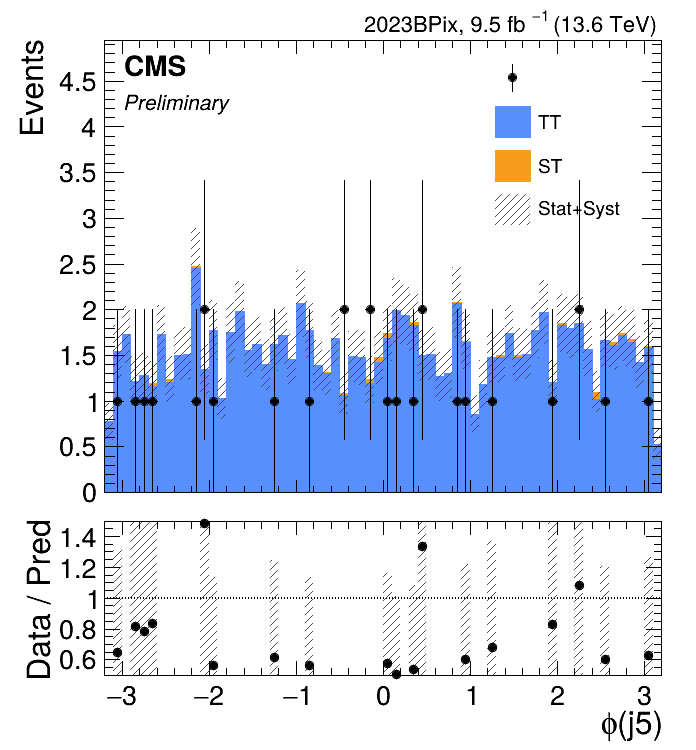 2023BPix, 9.5 fb⁻¹ (13.6 TeV)
Events
CMS
Preliminary
TT
ST
Stat+Syst
4.5
4
3.5
3
2.5
2
1.5
1
0.5
0
Data / Pred
1.4
1.2
1
0.8
0.6
−3 −2 −1 0 1 2 3
ϕ(j5)